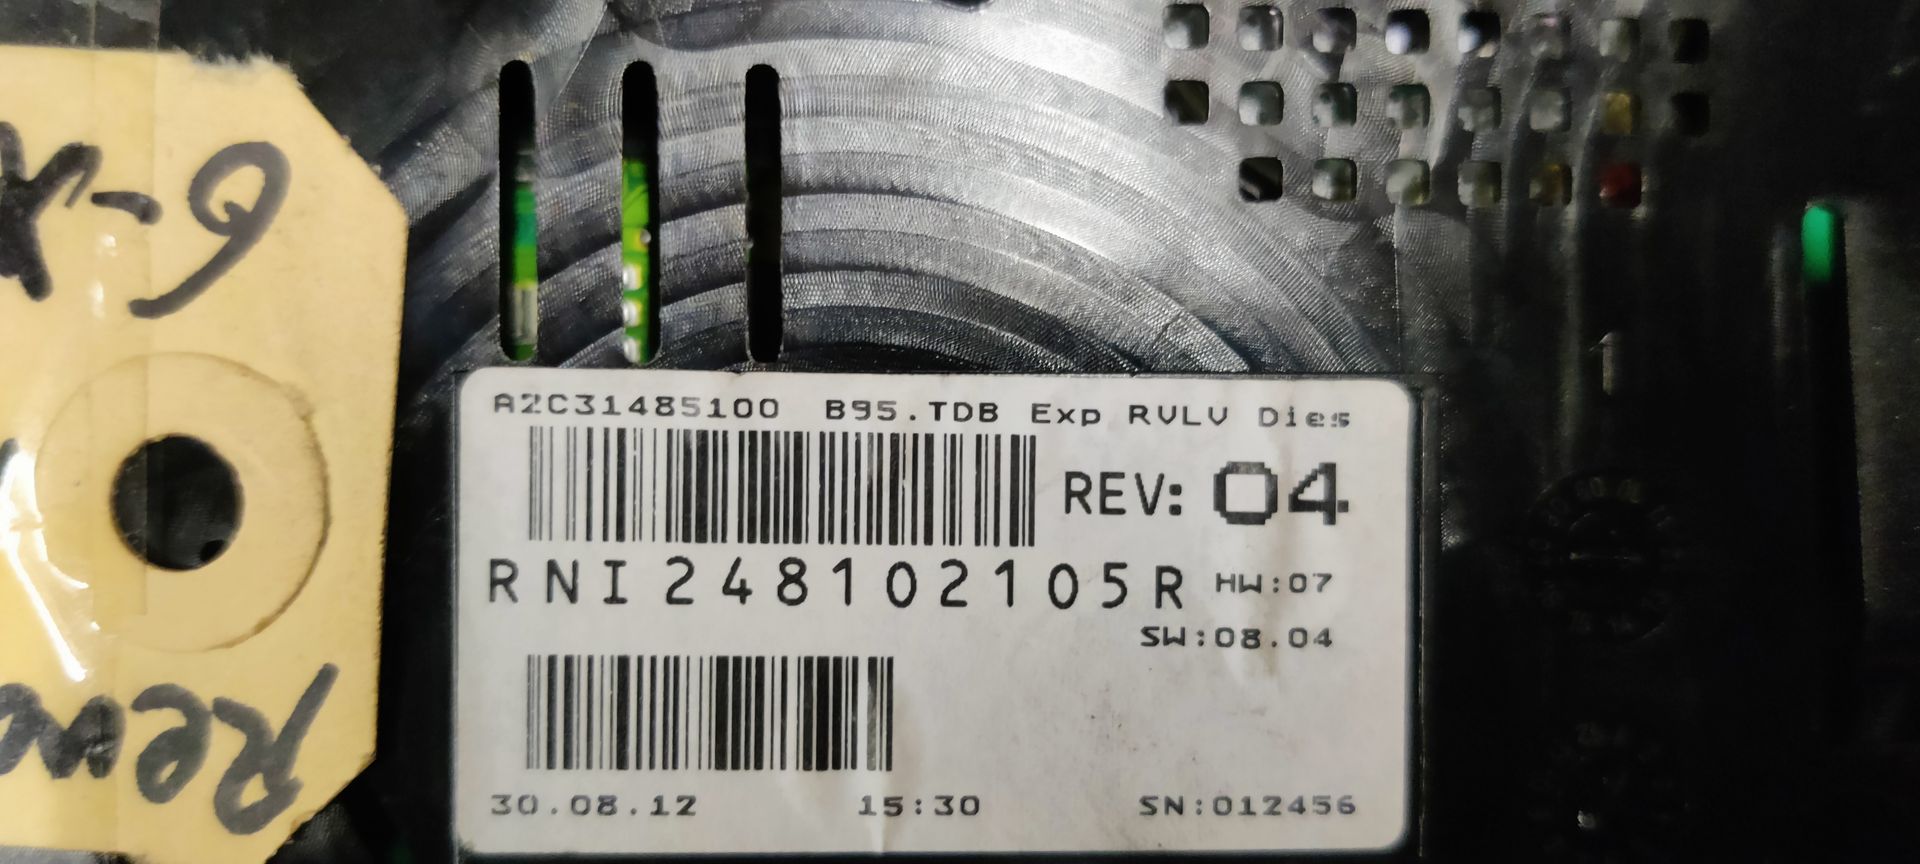 A2C31485100 B95.TDB Exp RVLV Dies
REV: 04
RNI248102105R HW:07
SW:08.04
30.08.12 15:30 SN:012456